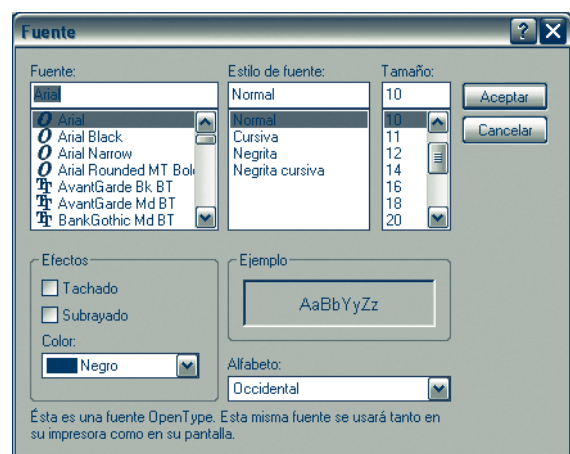 Fuente
Fuente:
Arial
Arial
Arial Black
Arial Narrow
Arial Rounded MT Bol
AvantGarde Bk BT
AvantGarde Md BT
BankGothic Md BT
Estilo de fuente:
Normal
Normal
Cursiva
Negrita
Negrita cursiva
Tamaño:
10
10
11
12
14
16
18
20
Aceptar
Cancelar
Efectos
Tachado
Subrayado
Color:
Negro
Ejemplo
AaBbYyZz
Alfabeto:
Occidental
Ésta es una fuente OpenType. Esta misma fuente se usará tanto en
su impresora como en su pantalla.